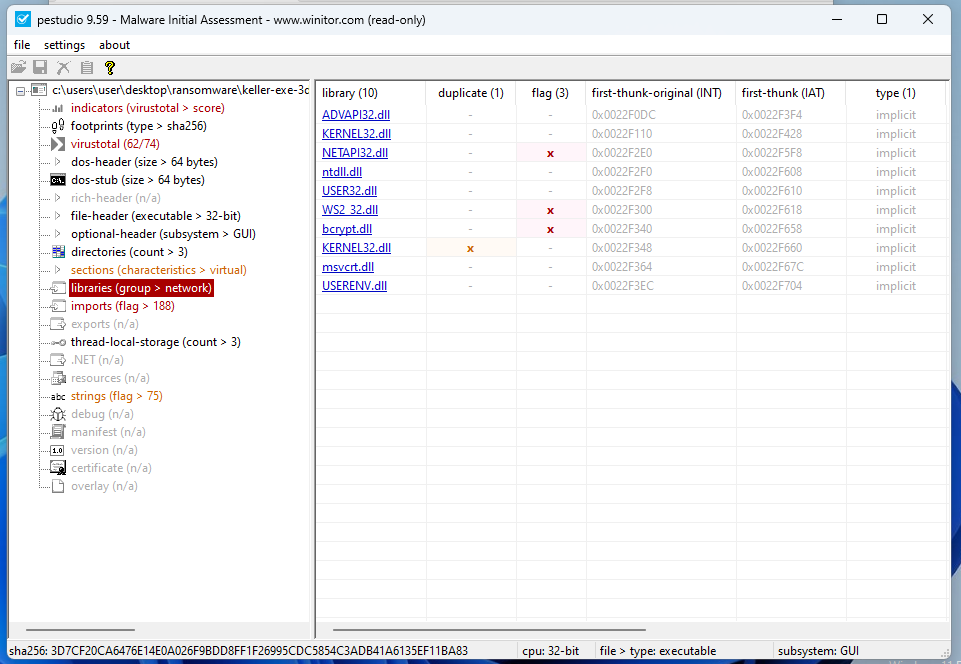 pestudio 9.59 - Malware Initial Assessment - www.winitor.com (read-only)
file settings about
c:\users\user\desktop\ransomware\keller-exe-3d
indicators (virustotal > score)
footprints (type > sha256)
virustotal (62/74)
dos-header (size > 64 bytes)
dos-stub (size > 64 bytes)
rich-header (n/a)
file-header (executable > 32-bit)
optional-header (subsystem > GUI)
directories (count > 3)
sections (characteristics > virtual)
libraries (group > network)
imports (flag > 188)
exports (n/a)
thread-local-storage (count > 3)
.NET (n/a)
resources (n/a)
abc strings (flag > 75)
debug (n/a)
manifest (n/a)
1.0 version (n/a)
certificate (n/a)
overlay (n/a)
library (10) duplicate (1) flag (3) first-thunk-original (INT) first-thunk (IAT) type (1)
ADVAPI32.dll - - 0x0022F0DC 0x0022F3F4 implicit
KERNEL32.dll - - 0x0022F110 0x0022F428 implicit
NETAPI32.dll - x 0x0022F2E0 0x0022F5F8 implicit
ntdll.dll - - 0x0022F2F0 0x0022F608 implicit
USER32.dll - - 0x0022F2F8 0x0022F610 implicit
WS2_32.dll - x 0x0022F300 0x0022F618 implicit
bcrypt.dll - x 0x0022F340 0x0022F658 implicit
KERNEL32.dll x - 0x0022F348 0x0022F660 implicit
msvcrt.dll - - 0x0022F364 0x0022F67C implicit
USERENV.dll - - 0x0022F3EC 0x0022F704 implicit
sha256: 3D7CF20CA6476E14E0A026F9BDD8FF1F26995CDC5854C3ADB41A6135EF11BA83 cpu: 32-bit file > type: executable subsystem: GUI